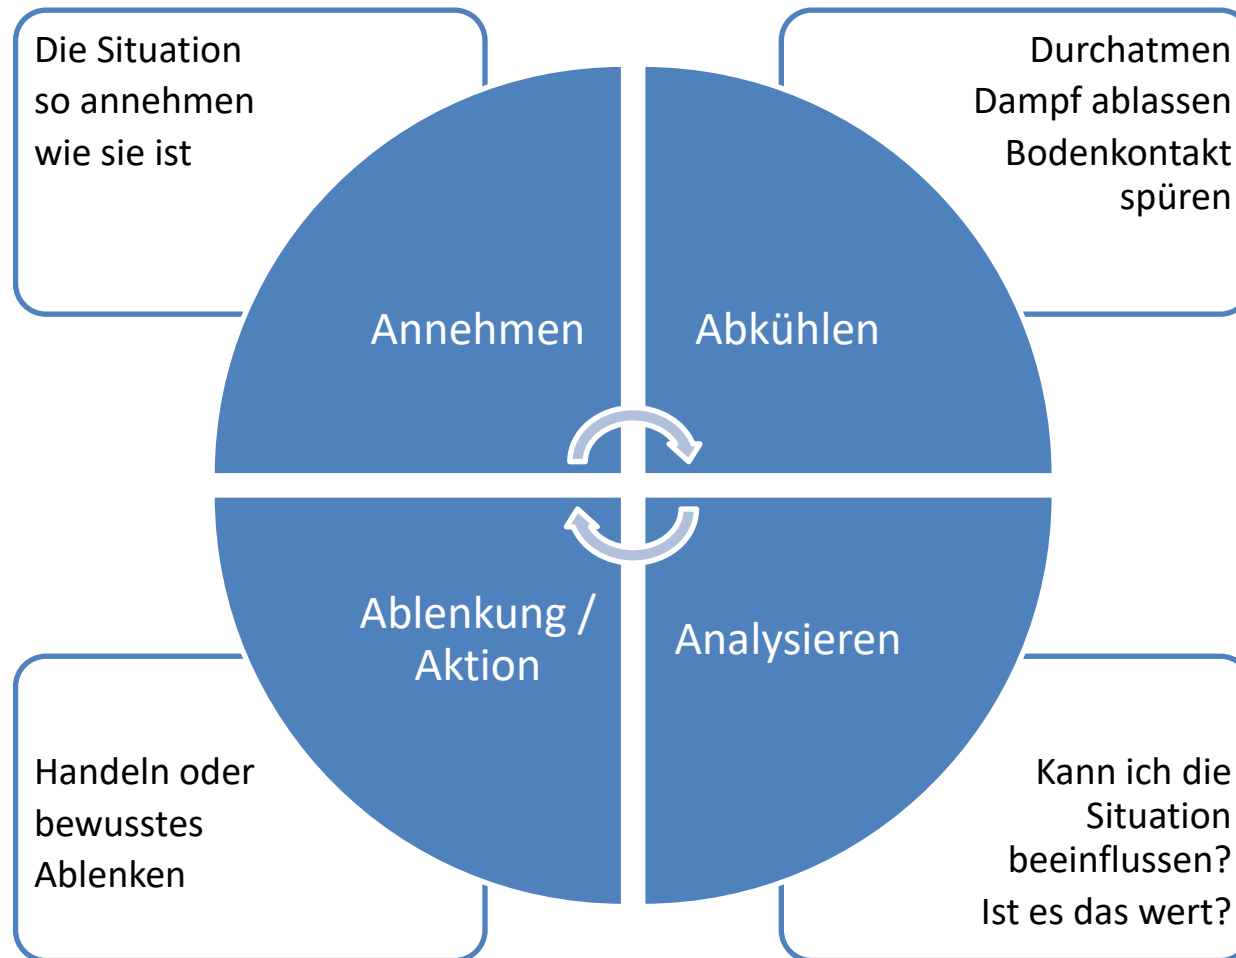 Die Situation
so annehmen
wie sie ist
Durchatmen
Dampf ablassen
Bodenkontakt
spüren
Annehmen
Abkühlen
Ablenkung /
Aktion
Analysieren
Handeln oder
bewusstes
Ablenken
Kann ich die
Situation
beeinflussen?
Ist es das wert?